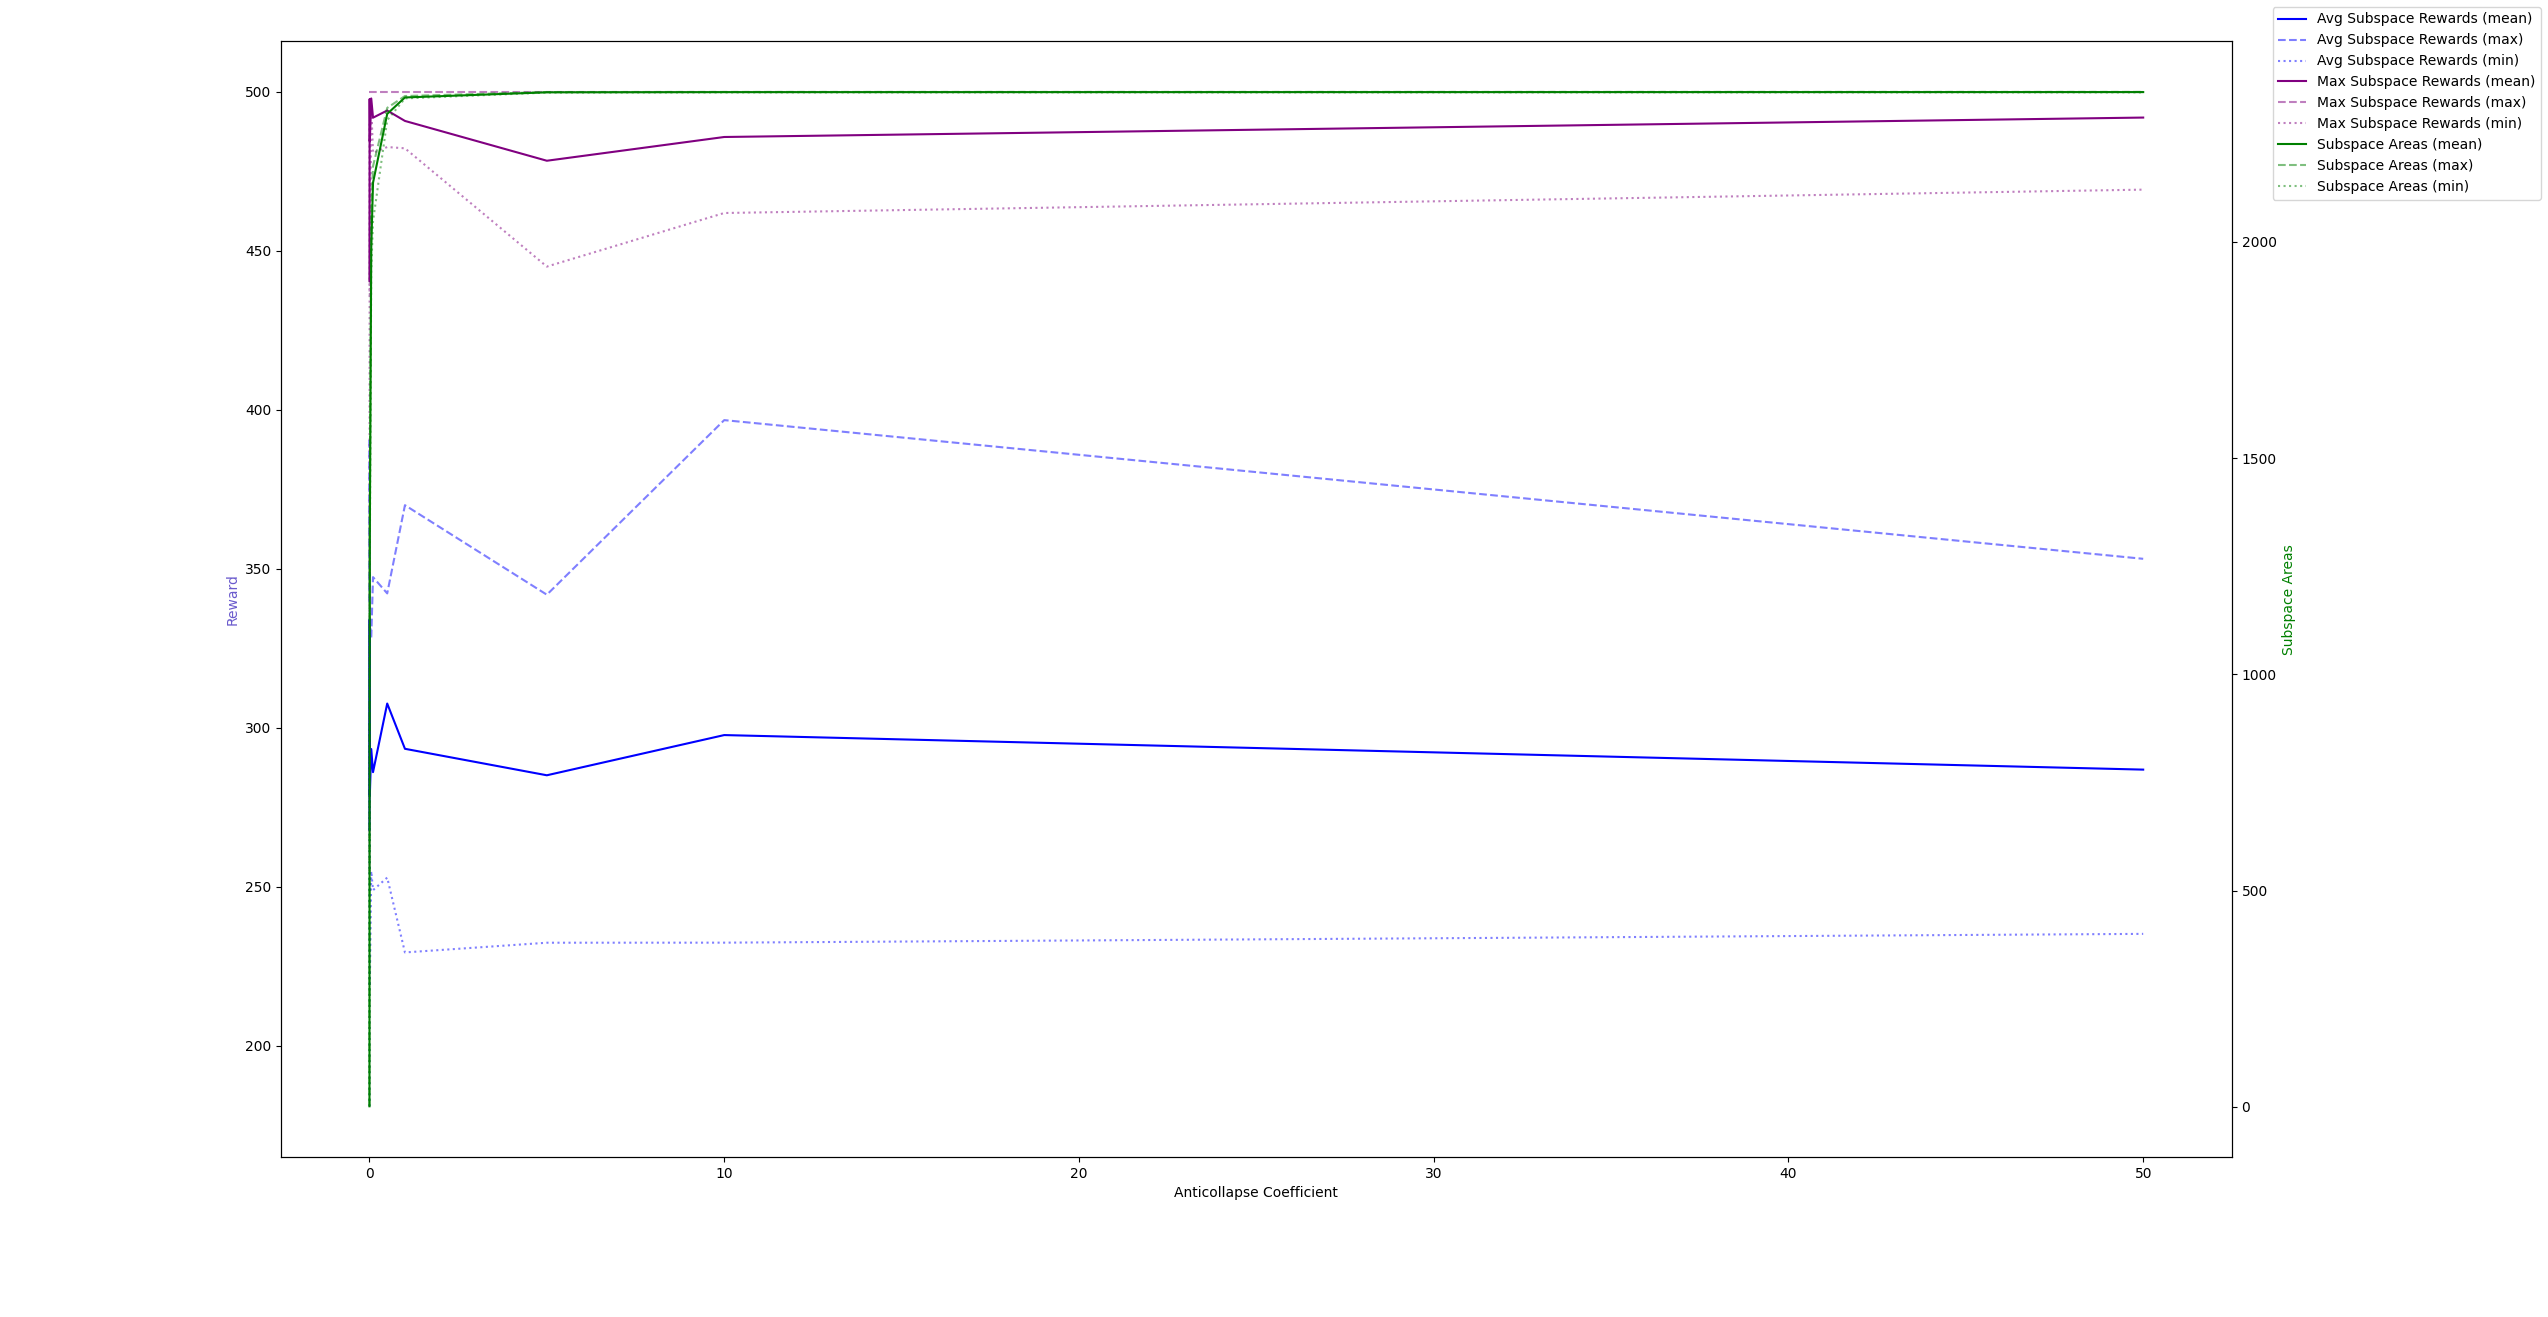 Avg Subspace Rewards (mean)
Avg Subspace Rewards (max)
Avg Subspace Rewards (min)
Max Subspace Rewards (mean)
Max Subspace Rewards (max)
Max Subspace Rewards (min)
Subspace Areas (mean)
Subspace Areas (max)
Subspace Areas (min)
500
450
400
350
300
250
200
Reward
2000
1500
1000
500
0
Subspace Areas
0 10 20 30 40 50
Anticollapse Coefficient